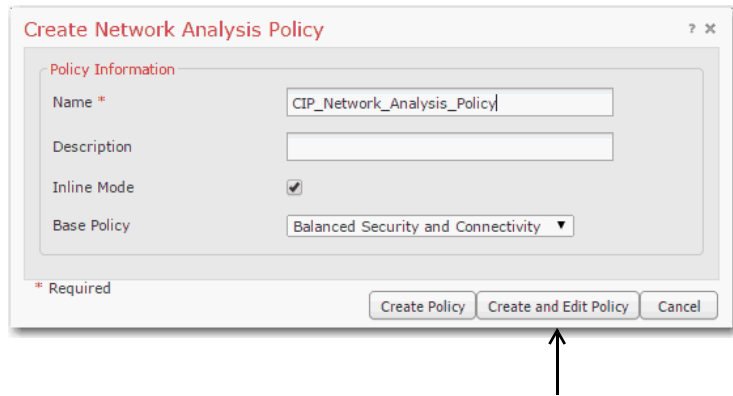 Create Network Analysis Policy ?
Policy Information
Name * CIP_Network_Analysis_Policy
Description
Inline Mode
Base Policy Balanced Security and Connectivity
* Required
Create Policy Create and Edit Policy Cancel